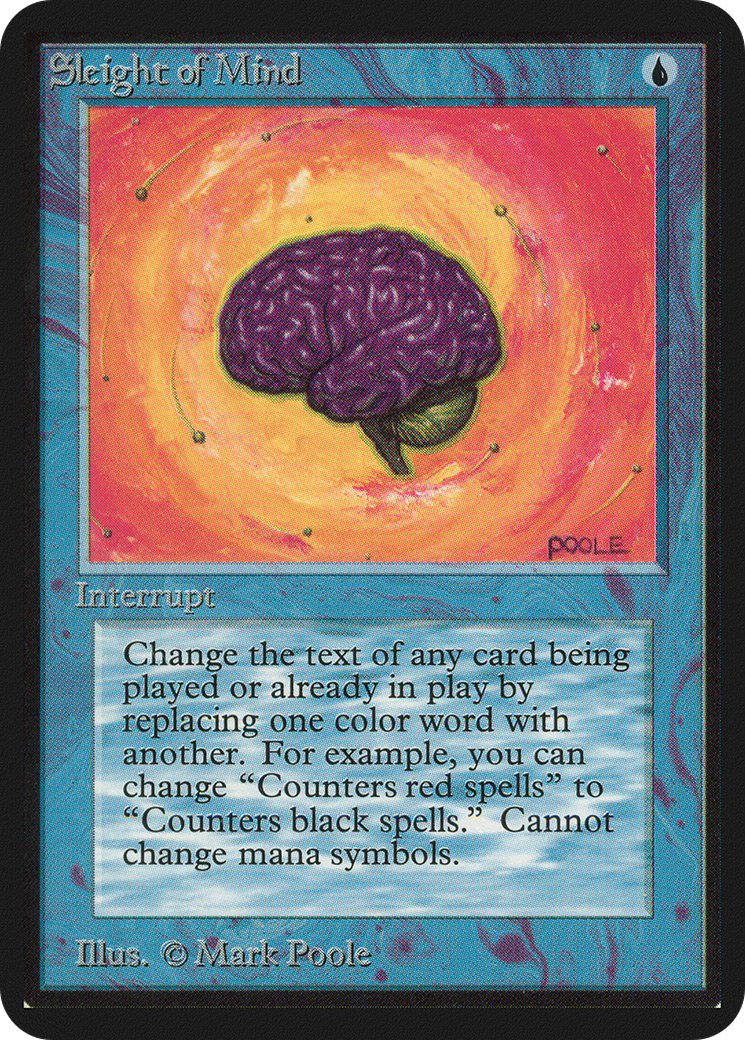 Sleight of Mind
POOLE
Interrupt
Change the text of any card being
played or already in play by
replacing one color word with
another. For example, you can
change “Counters red spells” to
“Counters black spells.” Cannot
change mana symbols.
Illus. © Mark Poole